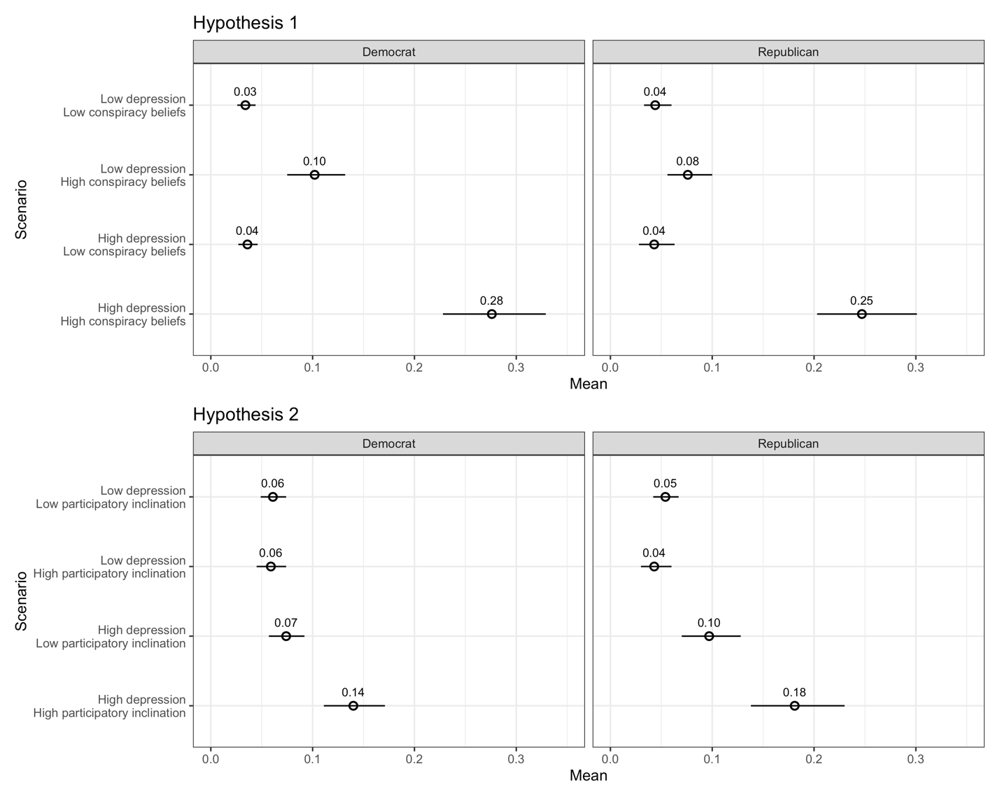 Hypothesis 1
Democrat
Republican
Scenario
Low depression
Low conspiracy beliefs
0.03
0.04
Low depression
High conspiracy beliefs
0.10
0.08
High depression
Low conspiracy beliefs
0.04
0.04
High depression
High conspiracy beliefs
0.28
0.25
0.0 0.1 0.2 0.3
0.0 0.1 0.2 0.3
Mean
Hypothesis 2
Democrat
Republican
Scenario
Low depression
Low participatory inclination
0.06
0.05
Low depression
High participatory inclination
0.06
0.04
High depression
Low participatory inclination
0.07
0.10
High depression
High participatory inclination
0.14
0.18
0.0 0.1 0.2 0.3
0.0 0.1 0.2 0.3
Mean